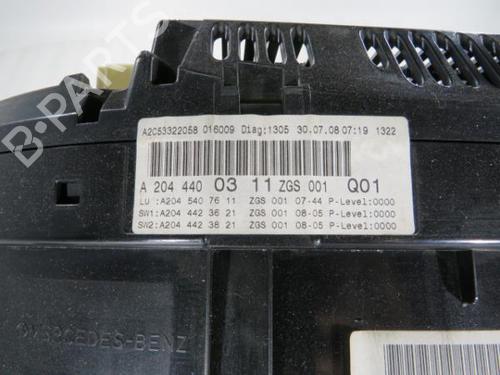 B-PARTS
A2C53322058 016009 Diag:1305 30.07.08 07:19 1322
A 204 440 03 11 ZGS 001 Q01
LU :A204 540 76 11 ZGS 001 07-44 P-Level:0000
SW1:A204 442 36 21 ZGS 001 08-05 P-Level:0000
SW2:A204 442 38 21 ZGS 001 08-05 P-Level:0000
MERCEDES-BENZ